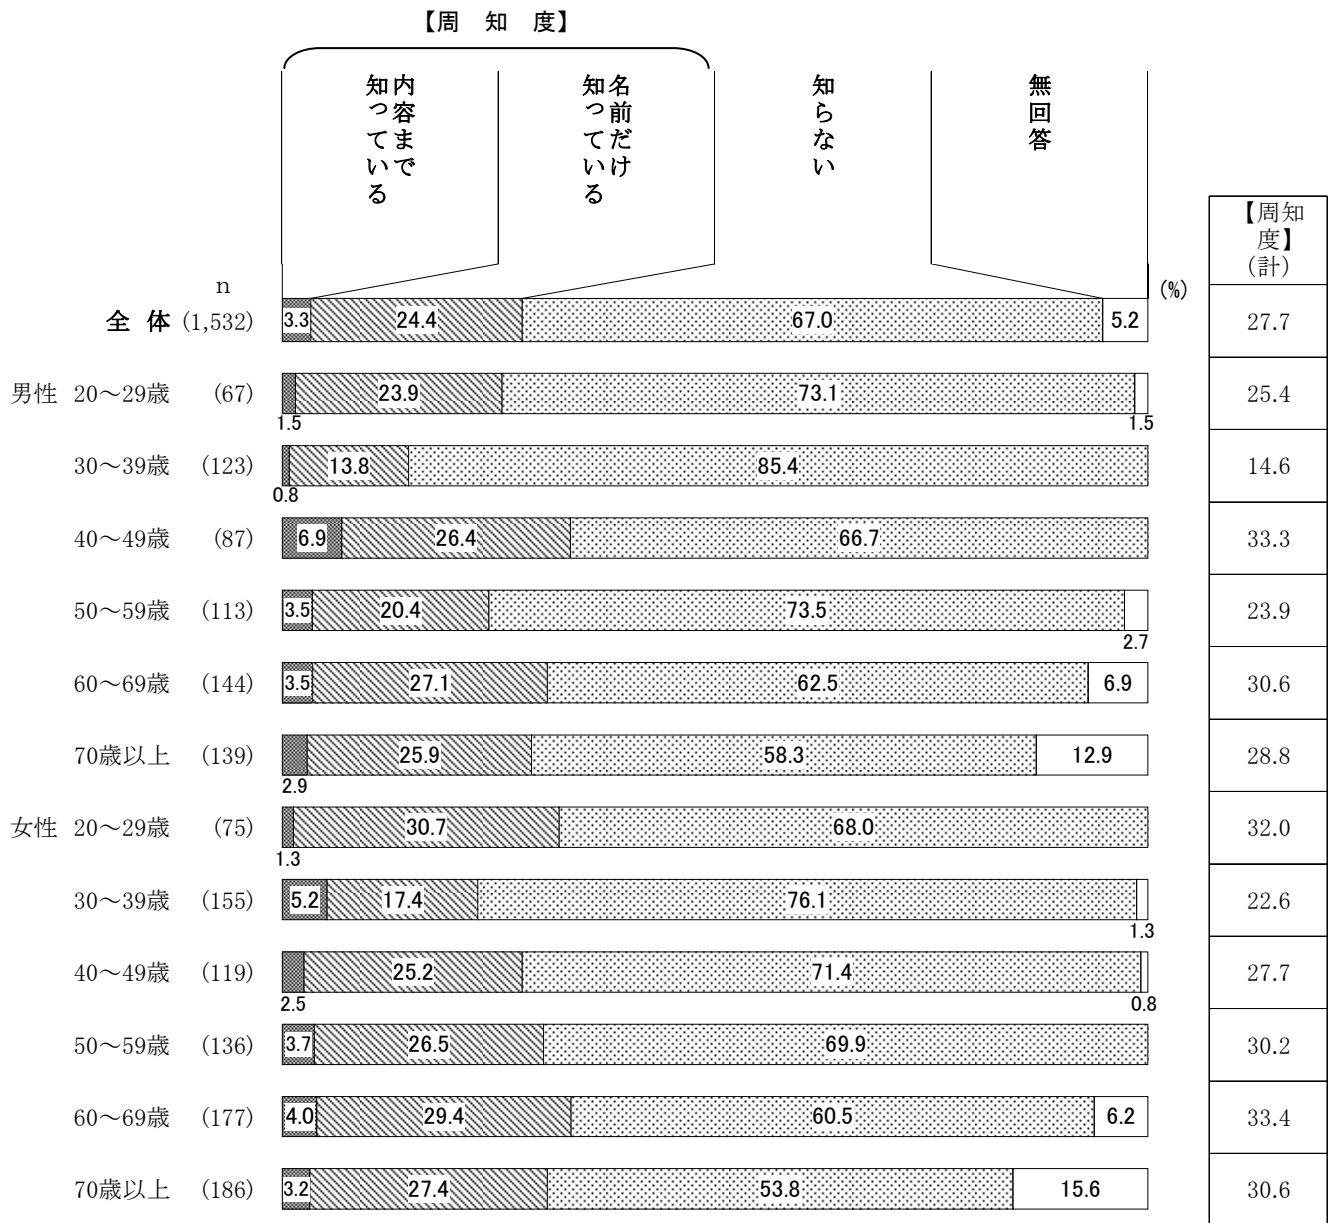 【周　知　度】
内容まで
知っている
名前だけ
知っている
知らない
無回答
【周知
度】
(計)
n
(%)
全 体 (1,532) 3.3 24.4 67.0 5.2 27.7
男性 20～29歳 (67) 1.5 23.9 73.1 1.5 25.4
30～39歳 (123) 0.8 13.8 85.4 14.6
40～49歳 (87) 6.9 26.4 66.7 33.3
50～59歳 (113) 3.5 20.4 73.5 2.7 23.9
60～69歳 (144) 3.5 27.1 62.5 6.9 30.6
70歳以上 (139) 2.9 25.9 58.3 12.9 28.8
女性 20～29歳 (75) 1.3 30.7 68.0 32.0
30～39歳 (155) 5.2 17.4 76.1 1.3 22.6
40～49歳 (119) 2.5 25.2 71.4 0.8 27.7
50～59歳 (136) 3.7 26.5 69.9 30.2
60～69歳 (177) 4.0 29.4 60.5 6.2 33.4
70歳以上 (186) 3.2 27.4 53.8 15.6 30.6